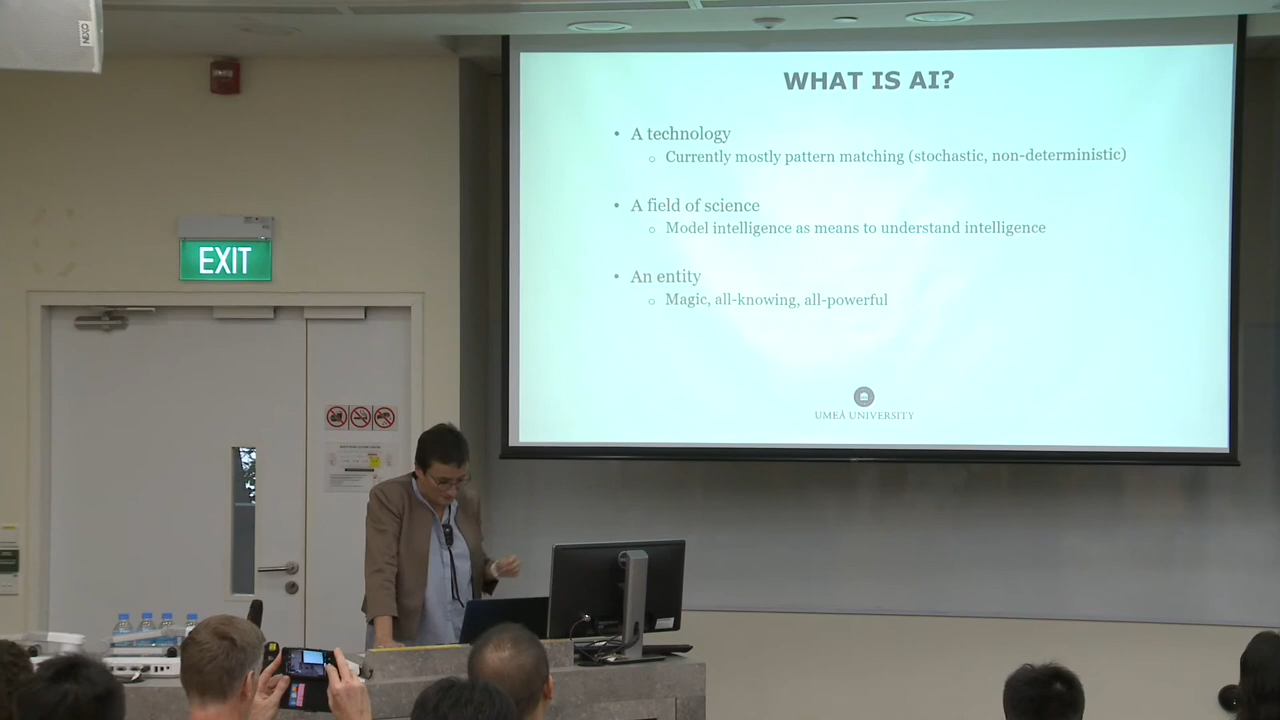 NEXO
WHAT IS AI?
• A technology
○ Currently mostly pattern matching (stochastic, non-deterministic)
• A field of science
○ Model intelligence as means to understand intelligence
• An entity
○ Magic, all-knowing, all-powerful
UMEÅ UNIVERSITY
EXIT